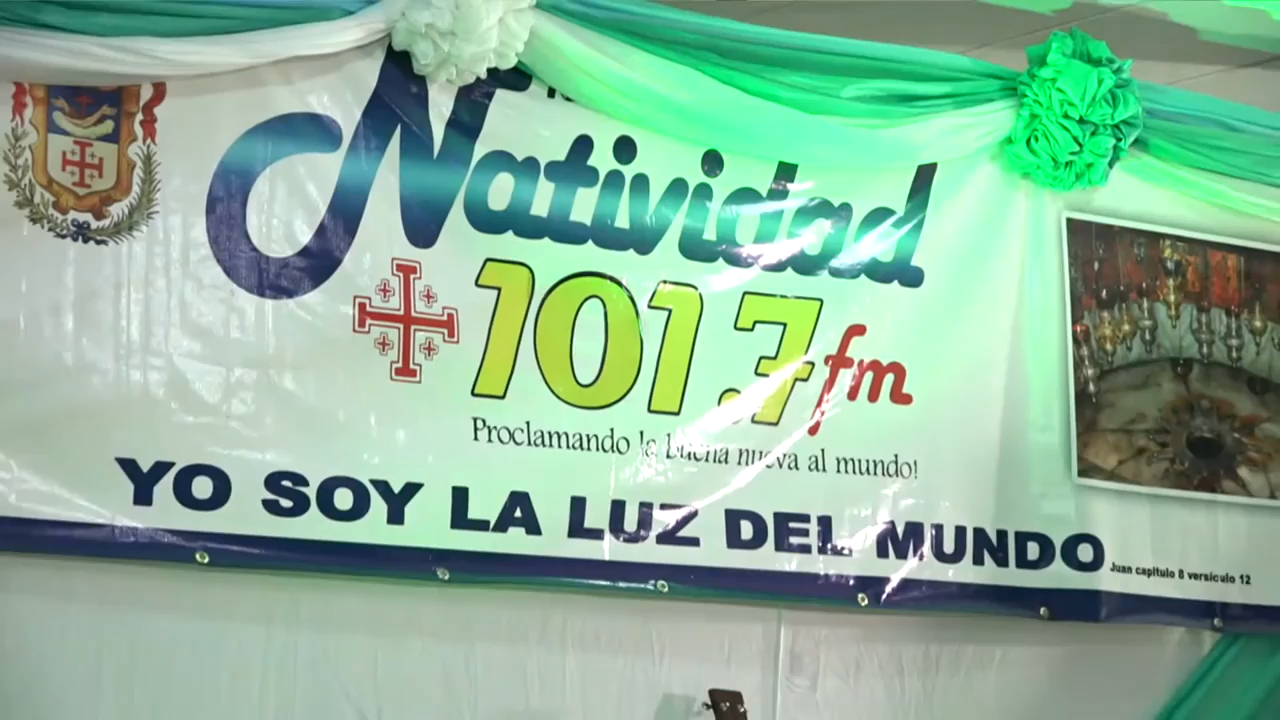 Natividad
101.7 fm
Proclamando la buena nueva al mundo!
YO SOY LA LUZ DEL MUNDO
Juan capitulo 8 versículo 12